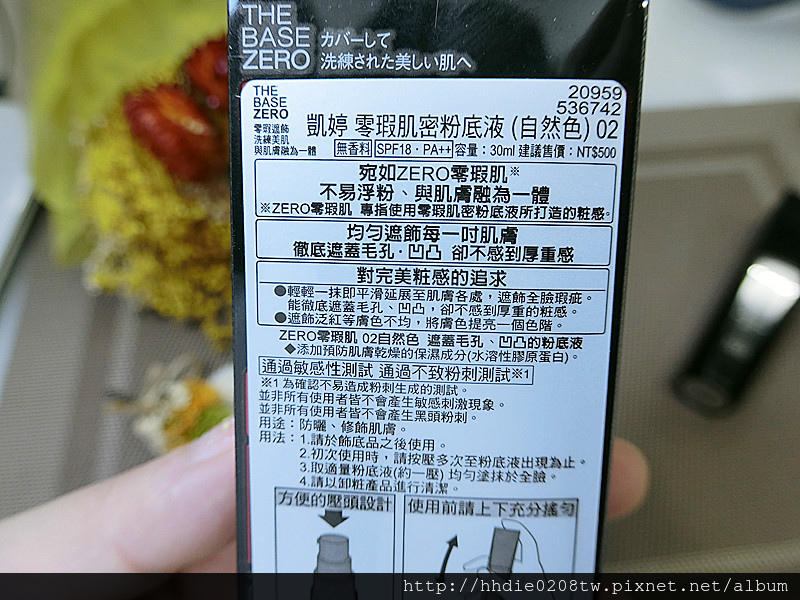 THE
BASE
ZERO
カバーして
洗練された美しい肌へ
THE
BASE
ZERO
零瑕遮飾
洗練美肌
與肌膚融為一體
20959
536742
凱婷 零瑕肌密粉底液 (自然色) 02
無香料 SPF18・PA++ 容量：30ml 建議售價：NT$500
宛如ZERO零瑕肌※
不易浮粉、與肌膚融為一體
※ZERO零瑕肌 專指使用零瑕肌密粉底液所打造的粧感。
均勻遮飾每一吋肌膚
徹底遮蓋毛孔・凹凸 卻不感到厚重感
對完美粧感的追求
●輕輕一抹即平滑延展至肌膚各處，遮飾全臉瑕疵。
能徹底遮蓋毛孔、凹凸，卻不感到厚重的粧感。
●遮飾泛紅等膚色不均，將膚色提亮一個色階。
ZERO零瑕肌 02自然色 遮蓋毛孔、凹凸的粉底液
◆添加預防肌膚乾燥的保濕成分(水溶性膠原蛋白)。
通過敏感性測試 通過不致粉刺測試※1
※1 為確認不易造成粉刺生成的測試。
並非所有使用者皆不會產生敏感刺激現象。
並非所有使用者皆不會產生黑頭粉刺。
用途：防曬、修飾肌膚。
用法：1.請於飾底品之後使用。
2.初次使用時，請按壓多次至粉底液出現為止。
3.取適量粉底液(約一壓) 均勻塗抹於全臉。
4.請以卸粧產品進行清潔。
方便的壓頭設計
使用前請上下充分搖勻
http://hhdie0208tw.pixnet.net/album